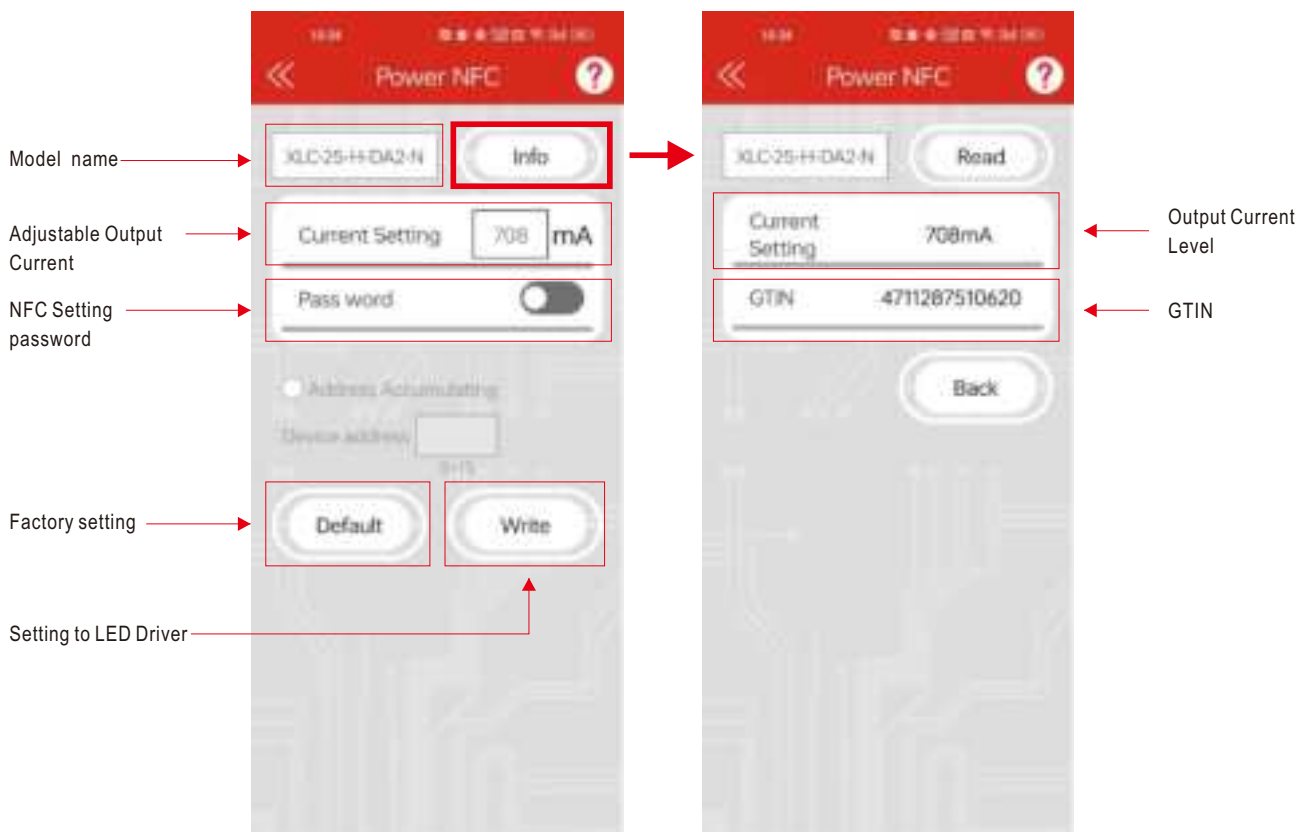 Power NFC
?
Model name
XLC-25-H-DA2-N
Info
Adjustable Output
Current
Current Setting
708
mA
NFC Setting
password
Pass word
Address Accumulating
Device address
0~15
Factory setting
Default
Write
Setting to LED Driver
Power NFC
?
XLC-25-H-DA2-N
Read
Current
Setting
708mA
Output Current
Level
GTIN
4711287510620
GTIN
Back